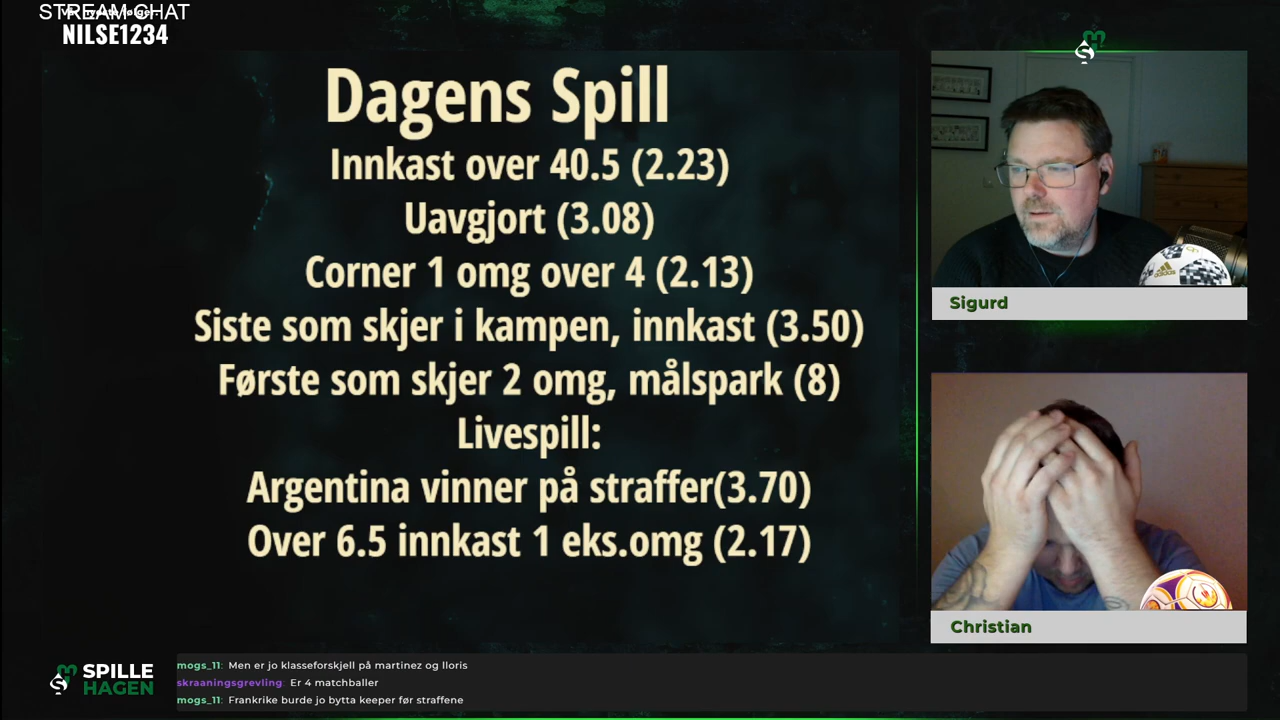 STREAM CHAT
NILSE1234
Dagens Spill
Innkast over 40.5 (2.23)
Uavgjort (3.08)
Corner 1 omg over 4 (2.13)
Siste som skjer i kampen, innkast (3.50)
Første som skjer 2 omg, målspark (8)
Livespill:
Argentina vinner på straffer(3.70)
Over 6.5 innkast 1 eks.omg (2.17)
Sigurd
Christian
SPILLE
HAGEN
mogs_11: Men er jo klasseforskjell på martinez og lloris
skraaningsgrevling: Er 4 matchballer
mogs_11: Frankrike burde jo bytta keeper før straffene